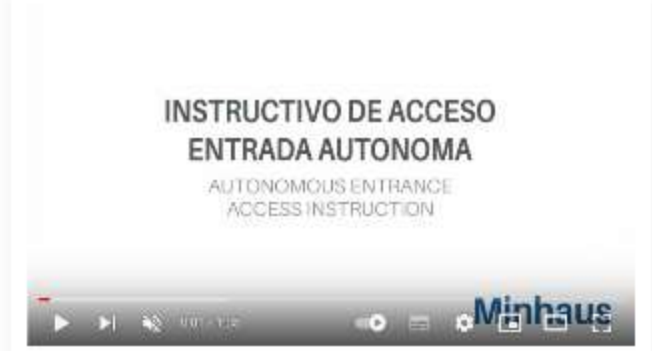 INSTRUCTIVO DE ACCESO
ENTRADA AUTONOMA
AUTONOMOUS ENTRANCE
ACCESS INSTRUCTION
Minhaus